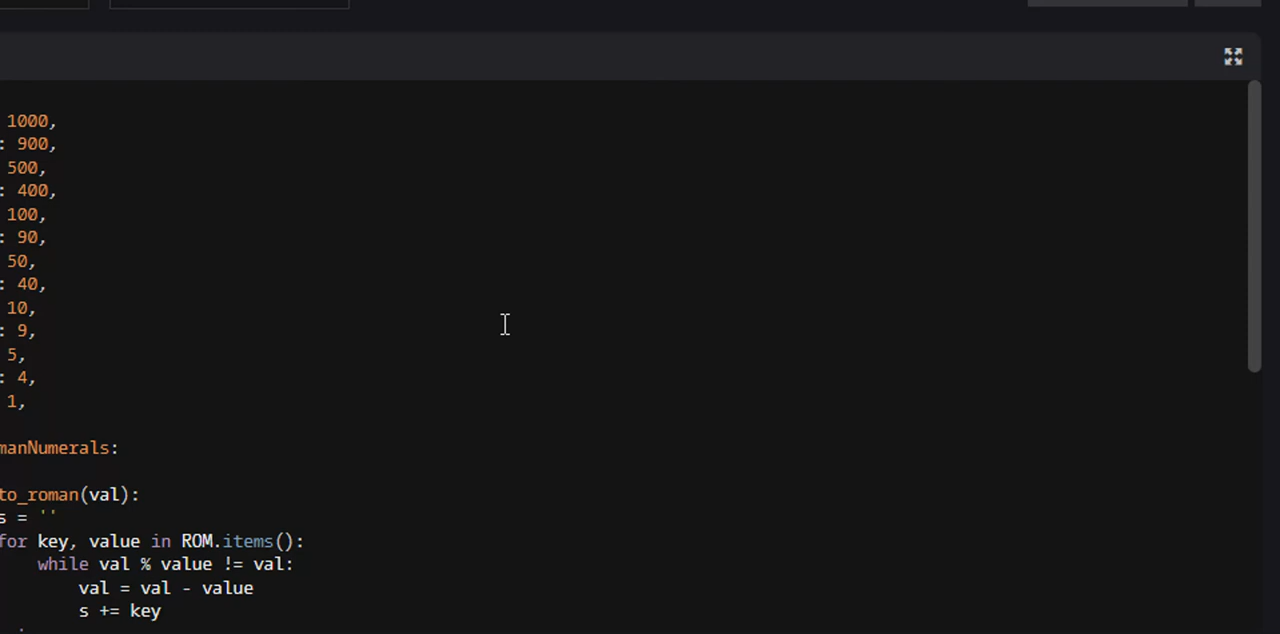 1000,
: 900,
500,
: 400,
100,
: 90,
50,
: 40,
10,
: 9,
5,
: 4,
1,
manNumerals:
to_roman(val):
s = ''
for key, value in ROM.items():
while val % value != val:
val = val - value
s += key